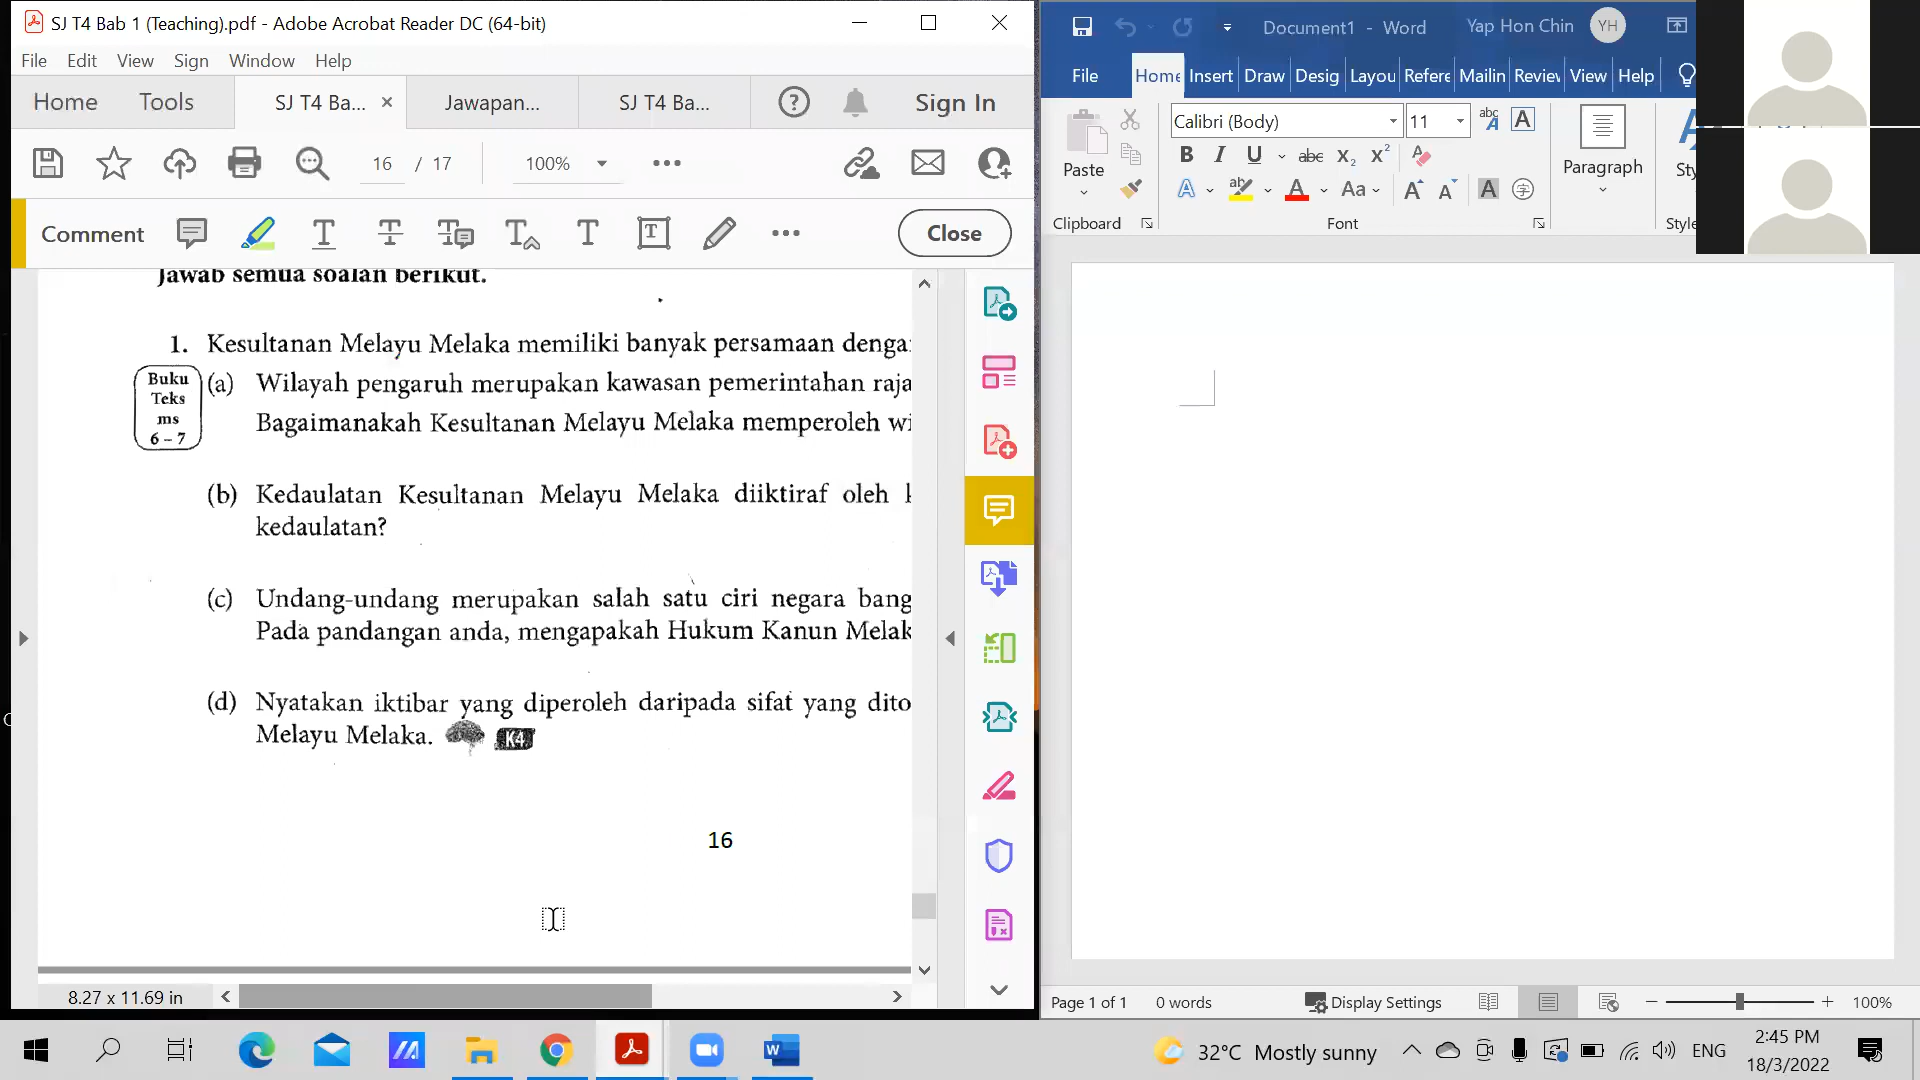 SJ T4 Bab 1 (Teaching).pdf - Adobe Acrobat Reader DC (64-bit)
File Edit View Sign Window Help
Home Tools SJ T4 Ba... Jawapan... SJ T4 Ba... Sign In
16 / 17 100%
Comment Close
Jawab semua soalan berikut.
1. Kesultanan Melayu Melaka memiliki banyak persamaan denga
Buku Teks ms 6 – 7
(a) Wilayah pengaruh merupakan kawasan pemerintahan raja
Bagaimanakah Kesultanan Melayu Melaka memperoleh wi
(b) Kedaulatan Kesultanan Melayu Melaka diiktiraf oleh k
kedaulatan?
(c) Undang-undang merupakan salah satu ciri negara bang
Pada pandangan anda, mengapakah Hukum Kanun Melak
(d) Nyatakan iktibar yang diperoleh daripada sifat yang dito
Melayu Melaka. K4
16
8.27 x 11.69 in
Document1 - Word Yap Hon Chin YH
File Home Insert Draw Desig Layou Refere Mailin Review View Help
Calibri (Body) 11
Paste Paragraph Sty
Clipboard Font Style
Page 1 of 1 0 words Display Settings 100%
32°C Mostly sunny ENG 2:45 PM
18/3/2022